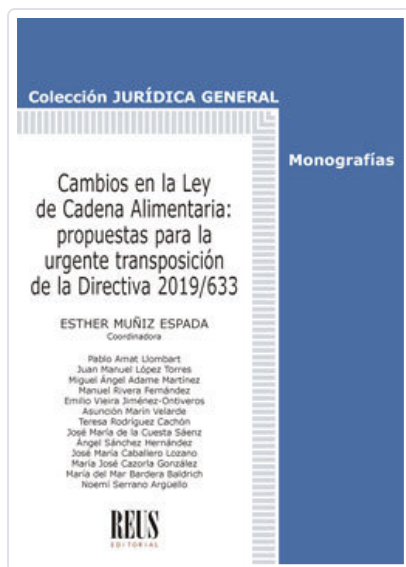 Colección JURÍDICA GENERAL
Monografías
Cambios en la Ley
de Cadena Alimentaria:
propuestas para la
urgente transposición
de la Directiva 2019/633
ESTHER MUÑIZ ESPADA
Coordinadora
Pablo Amat Llombart
Juan Manuel López Torres
Miguel Ángel Adame Martínez
Manuel Rivera Fernández
Emilio Vieira Jiménez-Ontiveros
Asunción Marín Velarde
Teresa Rodríguez Cachón
José María de la Cuesta Sáenz
Ángel Sánchez Hernández
José María Caballero Lozano
María José Cazorla González
María del Mar Bardera Baldrich
Noemí Serrano Argüello
REUS
EDITORIAL